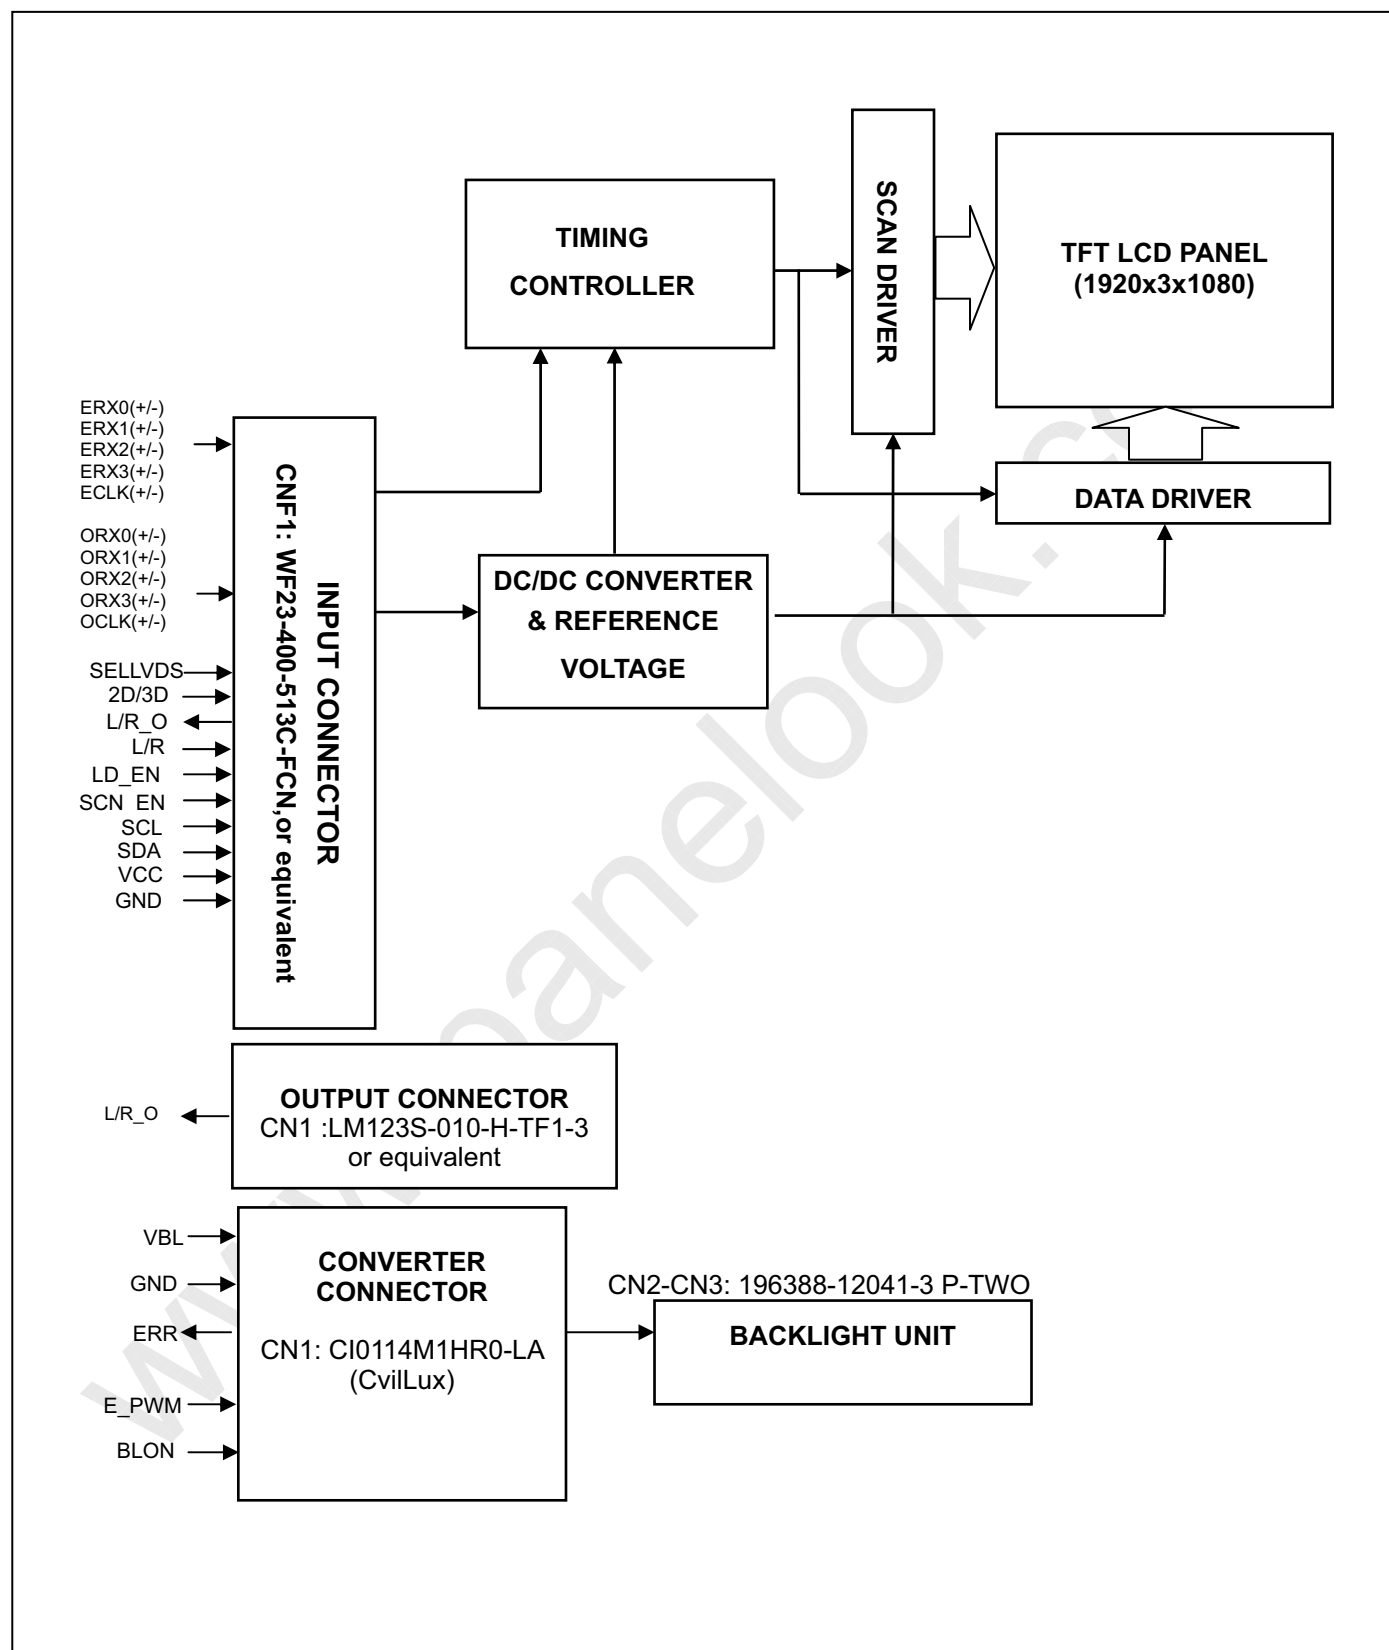 TIMING
CONTROLLER
SCAN DRIVER
TFT LCD PANEL
(1920x3x1080)
DATA DRIVER
ERX0(+/-)
ERX1(+/-)
ERX2(+/-)
ERX3(+/-)
ECLK(+/-)
ORX0(+/-)
ORX1(+/-)
ORX2(+/-)
ORX3(+/-)
OCLK(+/-)
SELLVDS
2D/3D
L/R_O
L/R
LD_EN
SCN_EN
SCL
SDA
VCC
GND
INPUT CONNECTOR
CNF1: WF23-400-513C-FCN,or equivalent
DC/DC CONVERTER
& REFERENCE
VOLTAGE
L/R_O
OUTPUT CONNECTOR
CN1 :LM123S-010-H-TF1-3
or equivalent
VBL
GND
ERR
E_PWM
BLON
CONVERTER
CONNECTOR
CN1: CI0114M1HR0-LA
(CvilLux)
CN2-CN3: 196388-12041-3 P-TWO
BACKLIGHT UNIT